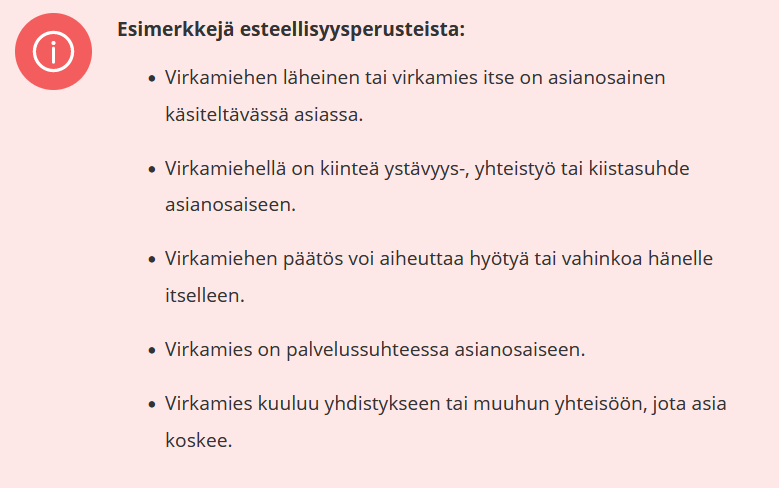 Esimerkkejä esteellisyysperusteista:
• Virkamiehen läheinen tai virkamies itse on asianosainen
käsiteltävässä asiassa.
• Virkamiehellä on kiinteä ystävyys-, yhteistyö tai kiistasuhde
asianosaiseen.
• Virkamiehen päätös voi aiheuttaa hyötyä tai vahinkoa hänelle
itselleen.
• Virkamies on palvelussuhteessa asianosaiseen.
• Virkamies kuuluu yhdistykseen tai muuhun yhteisöön, jota asia
koskee.